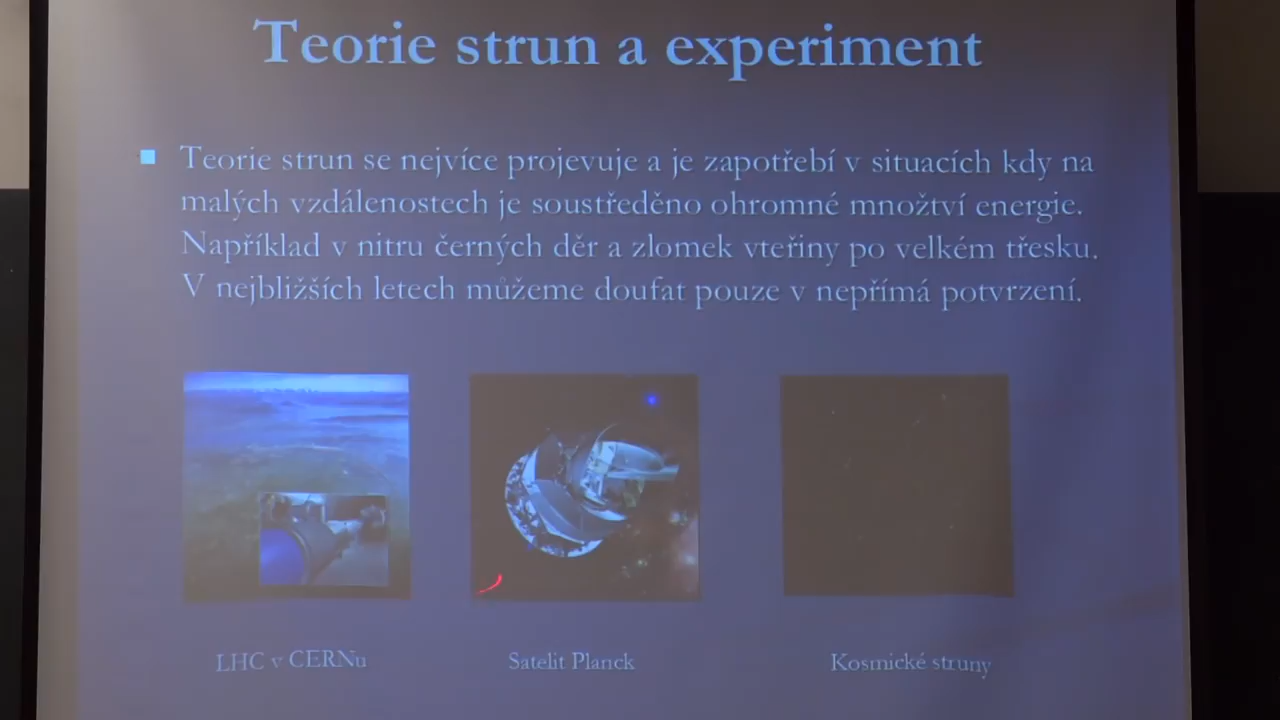 Teorie strun a experiment
Teorie strun se nejvíce projevuje a je zapotřebí v situacích kdy na
malých vzdálenostech je soustředěno ohromné množtví energie.
Například v nitru černých děr a zlomek vteřiny po velkém třesku.
V nejbližších letech můžeme doufat pouze v nepřímá potvrzení.
LHC v CERNu
Satelit Planck
Kosmické struny